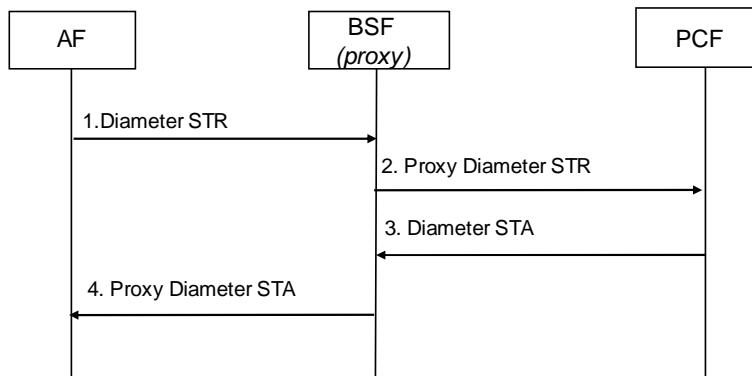 AF
BSF
(proxy)
PCF
1.Diameter STR
2. Proxy Diameter STR
3. Diameter STA
4. Proxy Diameter STA